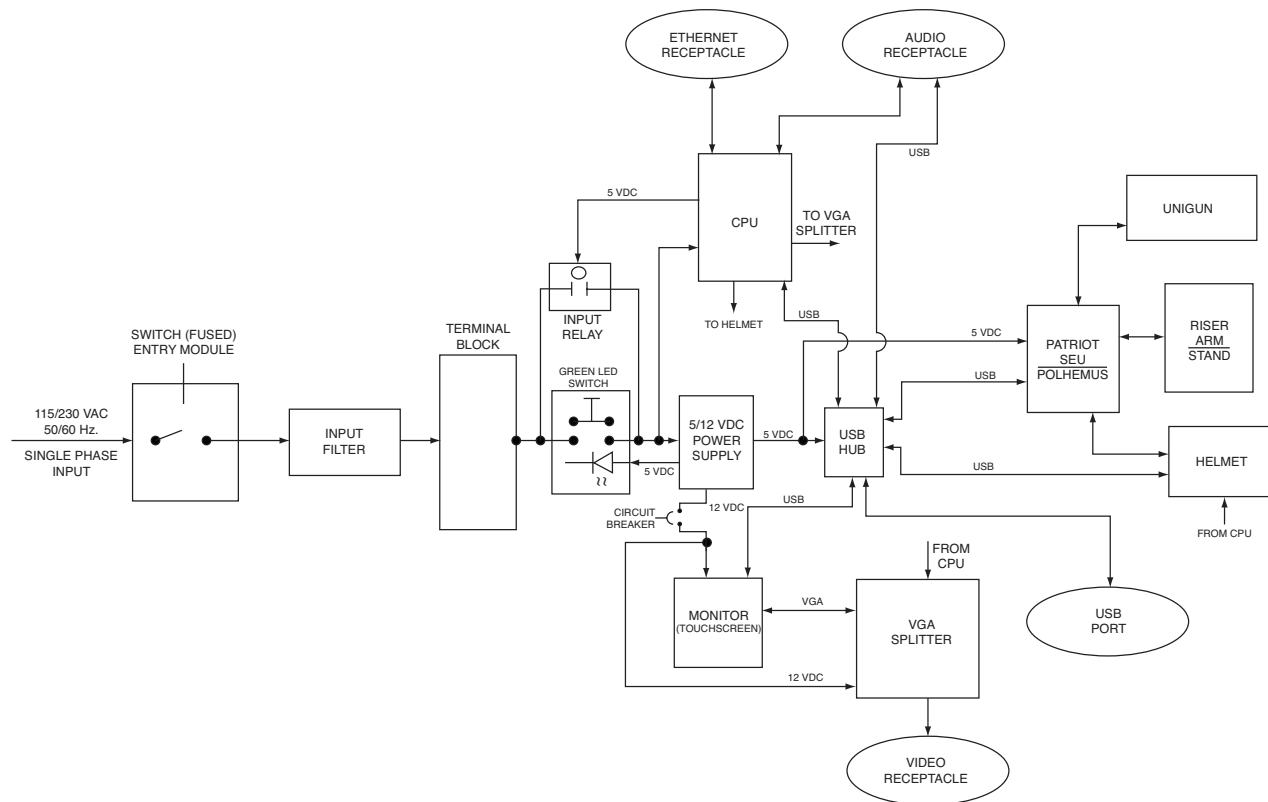 ETHERNET
RECEPTACLE
AUDIO
RECEPTACLE
USB
5 VDC
CPU
TO VGA
SPLITTER
UNIGUN
TO HELMET
USB
INPUT
RELAY
SWITCH (FUSED)
ENTRY MODULE
TERMINAL
BLOCK
5 VDC
PATRIOT
SEU
POLHEMUS
RISER
ARM
STAND
GREEN LED
SWITCH
USB
115/230 VAC
50/60 Hz.
SINGLE PHASE
INPUT
INPUT
FILTER
5/12 VDC
POWER
SUPPLY
5 VDC
5 VDC
USB
HUB
USB
HELMET
FROM CPU
CIRCUIT
BREAKER
12 VDC
USB
FROM
CPU
MONITOR
(TOUCHSCREEN)
VGA
VGA
SPLITTER
USB
PORT
12 VDC
VIDEO
RECEPTACLE